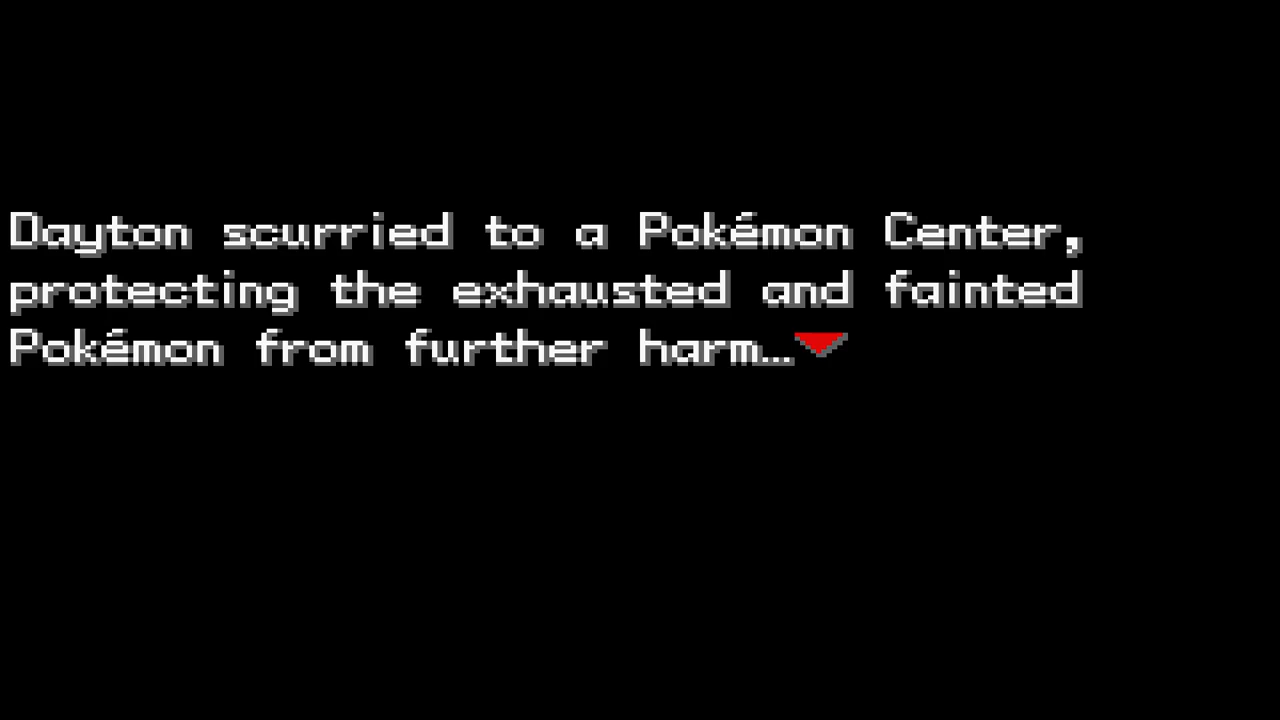 Dayton scurried to a Pokémon Center,
protecting the exhausted and fainted
Pokémon from further harm…